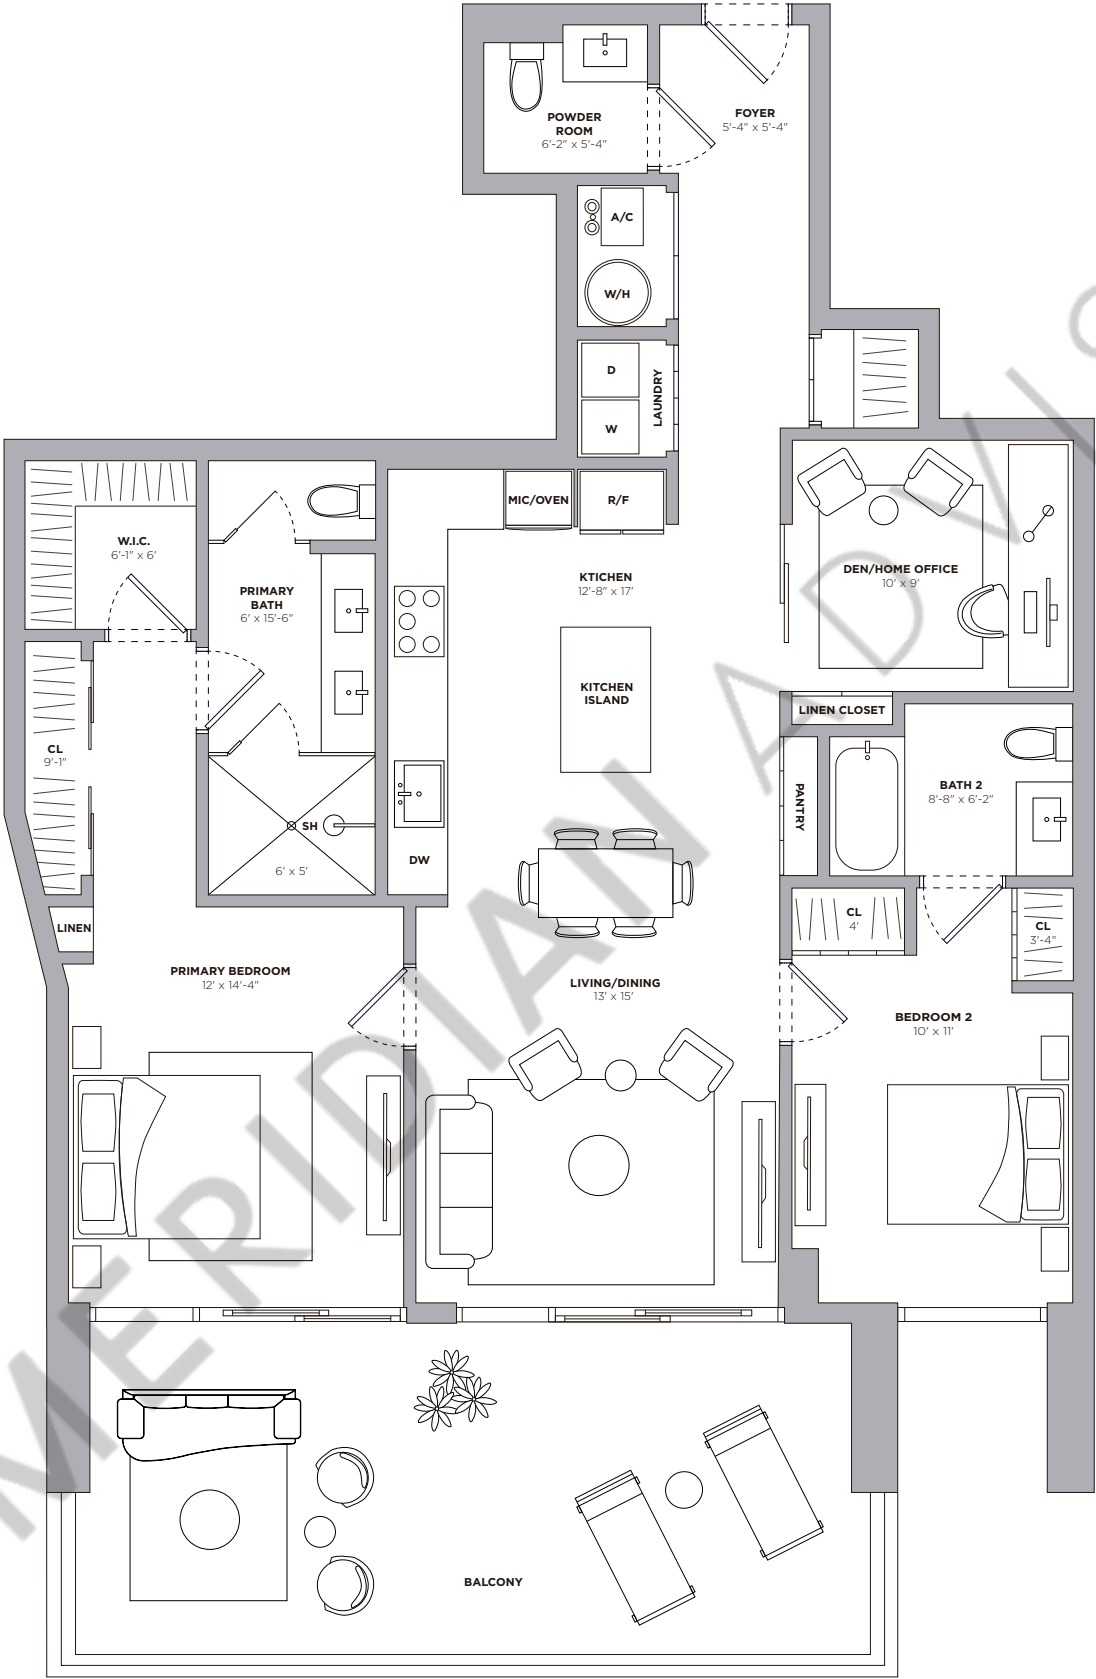 POWDER
ROOM
6'-2" x 5'-4"
FOYER
5'-4" x 5'-4"
A/C
W/H
D
W
LAUNDRY
MIC/OVEN
R/F
W.I.C.
6'-1" x 6'
PRIMARY
BATH
6' x 15'-6"
KTICHEN
12'-8" x 17'
DEN/HOME OFFICE
10' x 9'
KITCHEN
ISLAND
LINEN CLOSET
CL
9'-1"
PANTRY
BATH 2
8'-8" x 6'-2"
SH
6' x 5'
DW
LINEN
CL
4'
CL
3'-4"
PRIMARY BEDROOM
12' x 14'-4"
LIVING/DINING
13' x 15'
BEDROOM 2
10' x 11'
BALCONY
MERIDIAN ADVIS